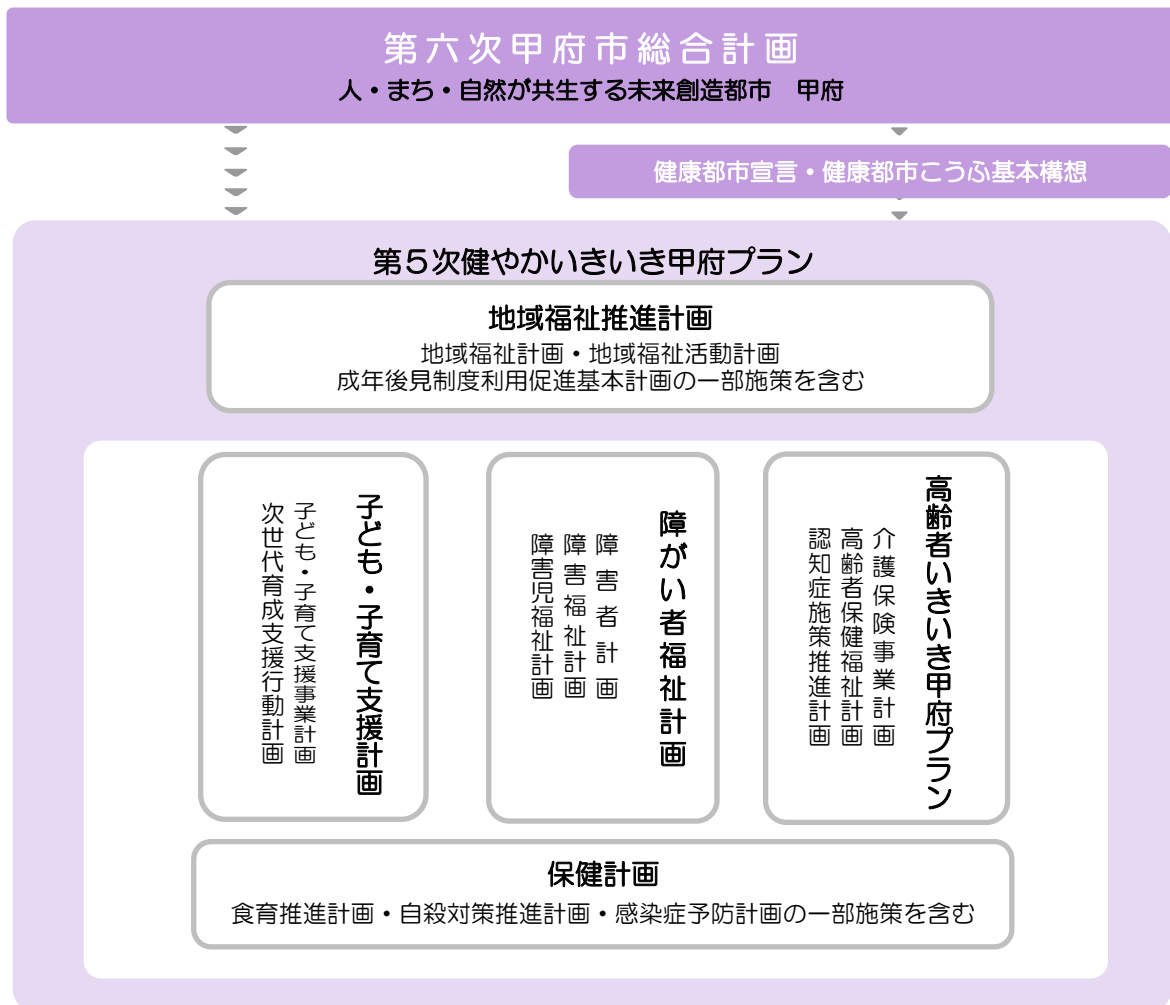 第六次甲府市総合計画
人・まち・自然が共生する未来創造都市　甲府
健康都市宣言・健康都市こうふ基本構想
第５次健やかいきいき甲府プラン
地域福祉推進計画
地域福祉計画・地域福祉活動計画
成年後見制度利用促進基本計画の一部施策を含む
高齢者いきいき甲府プラン
介護保険事業計画
高齢者保健福祉計画
認知症施策推進計画
障がい者福祉計画
障害者計画
障害福祉計画
障害児福祉計画
子ども・子育て支援計画
子ども・子育て支援事業計画
次世代育成支援行動計画
保健計画
食育推進計画・自殺対策推進計画・感染症予防計画の一部施策を含む